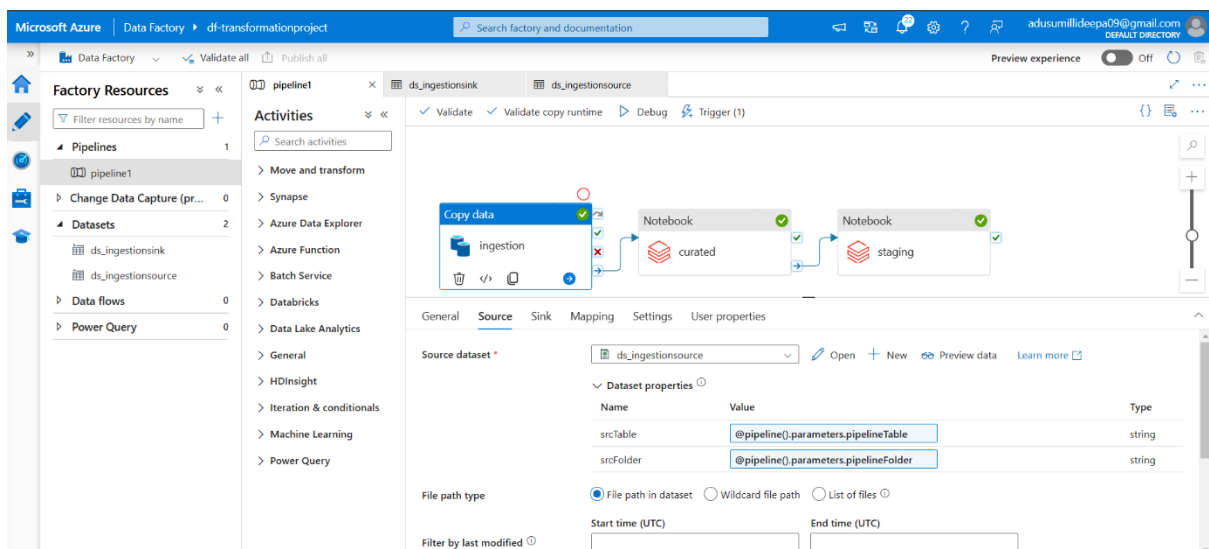 Microsoft Azure | Data Factory ▸ df-transformationproject
Search factory and documentation
22
adusumillideepa09@gmail.com
DEFAULT DIRECTORY
» Data Factory Validate all Publish all
Preview experience Off
Factory Resources
Filter resources by name
Pipelines 1
pipeline1
Change Data Capture (pr... 0
Datasets 2
ds_ingestionsink
ds_ingestionsource
Data flows 0
Power Query 0
pipeline1 ds_ingestionsink ds_ingestionsource
Activities
Search activities
Move and transform
Synapse
Azure Data Explorer
Azure Function
Batch Service
Databricks
Data Lake Analytics
General
HDInsight
Iteration & conditionals
Machine Learning
Power Query
Validate Validate copy runtime Debug Trigger (1)
Copy data
ingestion
Notebook
curated
Notebook
staging
General Source Sink Mapping Settings User properties
Source dataset *
ds_ingestionsource
Open New Preview data Learn more
Dataset properties
Name Value Type
srcTable @pipeline().parameters.pipelineTable string
srcFolder @pipeline().parameters.pipelineFolder string
File path type File path in dataset Wildcard file path List of files
Start time (UTC) End time (UTC)
Filter by last modified